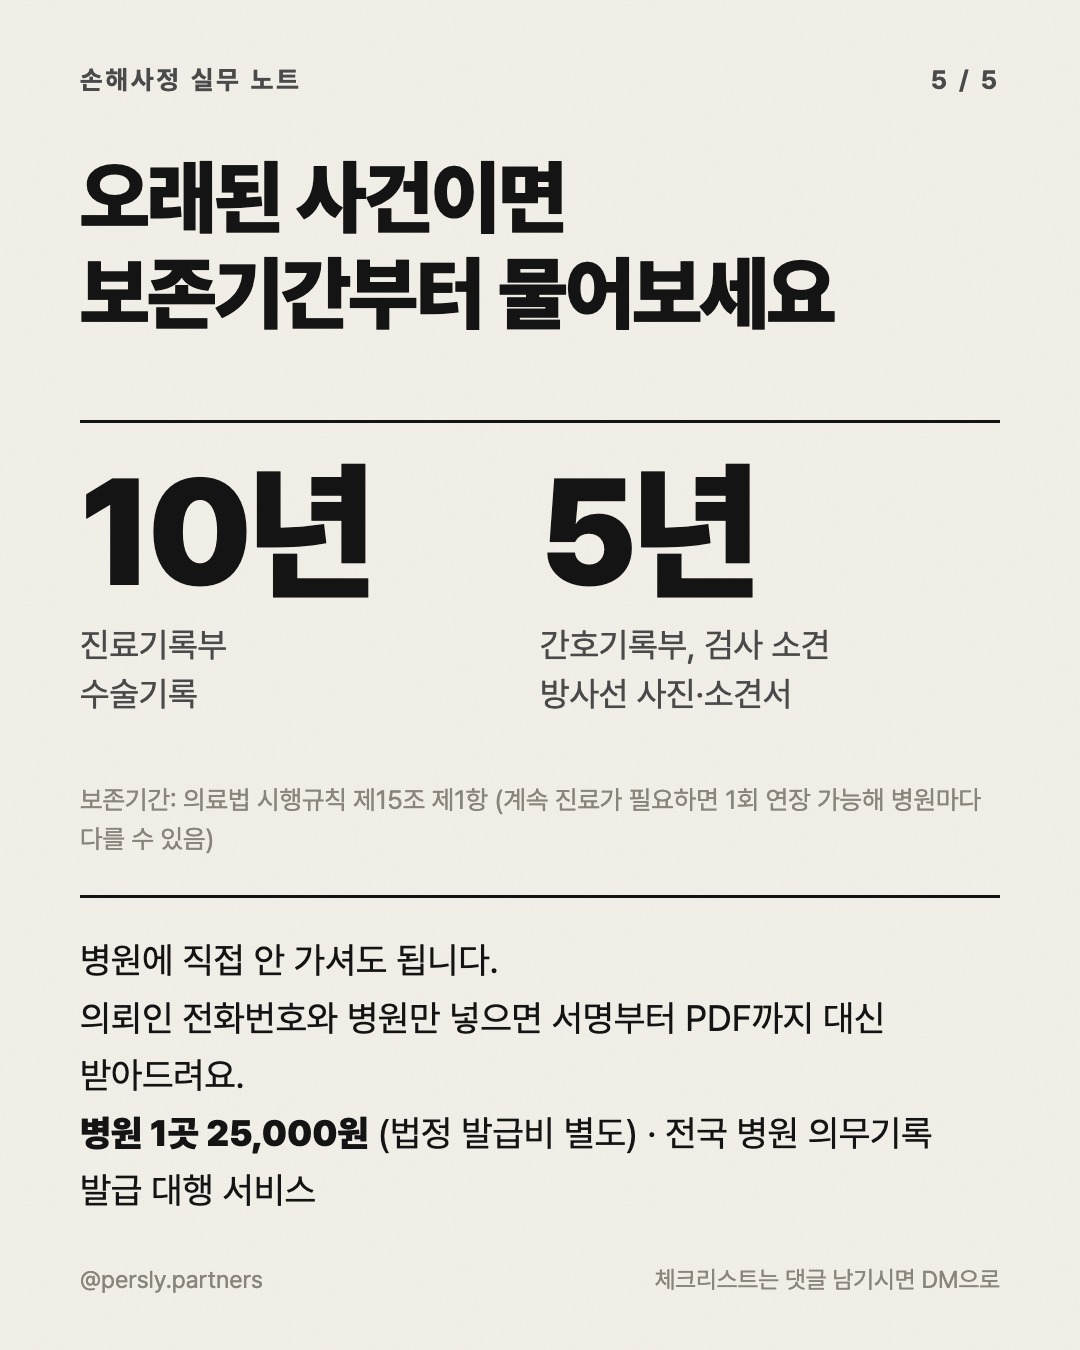 손해사정 실무 노트
5 / 5
오래된 사건이면
보존기간부터 물어보세요
10년
진료기록부
수술기록
5년
간호기록부, 검사 소견
방사선 사진·소견서
보존기간: 의료법 시행규칙 제15조 제1항 (계속 진료가 필요하면 1회 연장 가능해 병원마다
다를 수 있음)
병원에 직접 안 가셔도 됩니다.
의뢰인 전화번호와 병원만 넣으면 서명부터 PDF까지 대신
받아드려요.
병원 1곳 25,000원 (법정 발급비 별도) · 전국 병원 의무기록
발급 대행 서비스
@persly.partners
체크리스트는 댓글 남기시면 DM으로